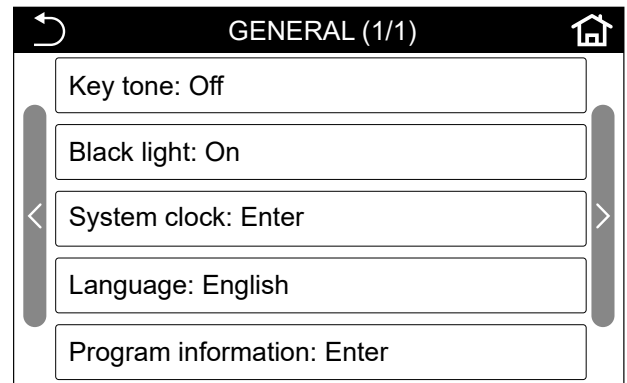 GENERAL (1/1)
Key tone: Off
Black light: On
System clock: Enter
Language: English
Program information: Enter